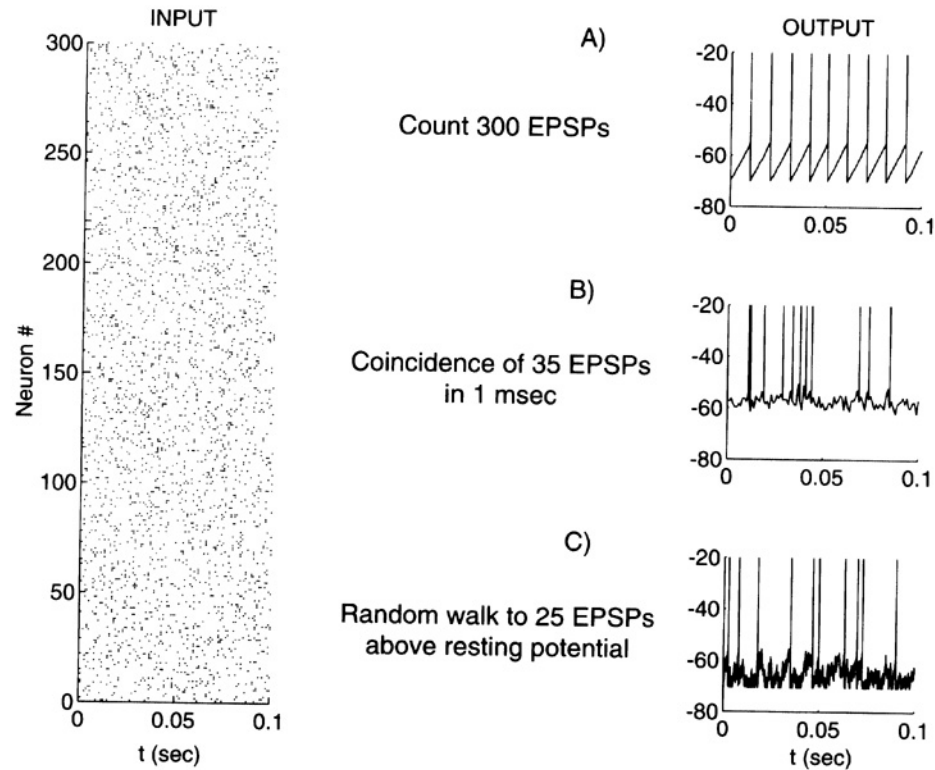 INPUT
300
250
200
150
100
50
0
Neuron #
0
0.05
0.1
t (sec)
A)
Count 300 EPSPs
B)
Coincidence of 35 EPSPs
in 1 msec
C)
Random walk to 25 EPSPs
above resting potential
OUTPUT
-20
-40
-60
-80
0
0.05
0.1
-20
-40
-60
-80
0
0.05
0.1
-20
-40
-60
-80
0
0.05
0.1
t (sec)